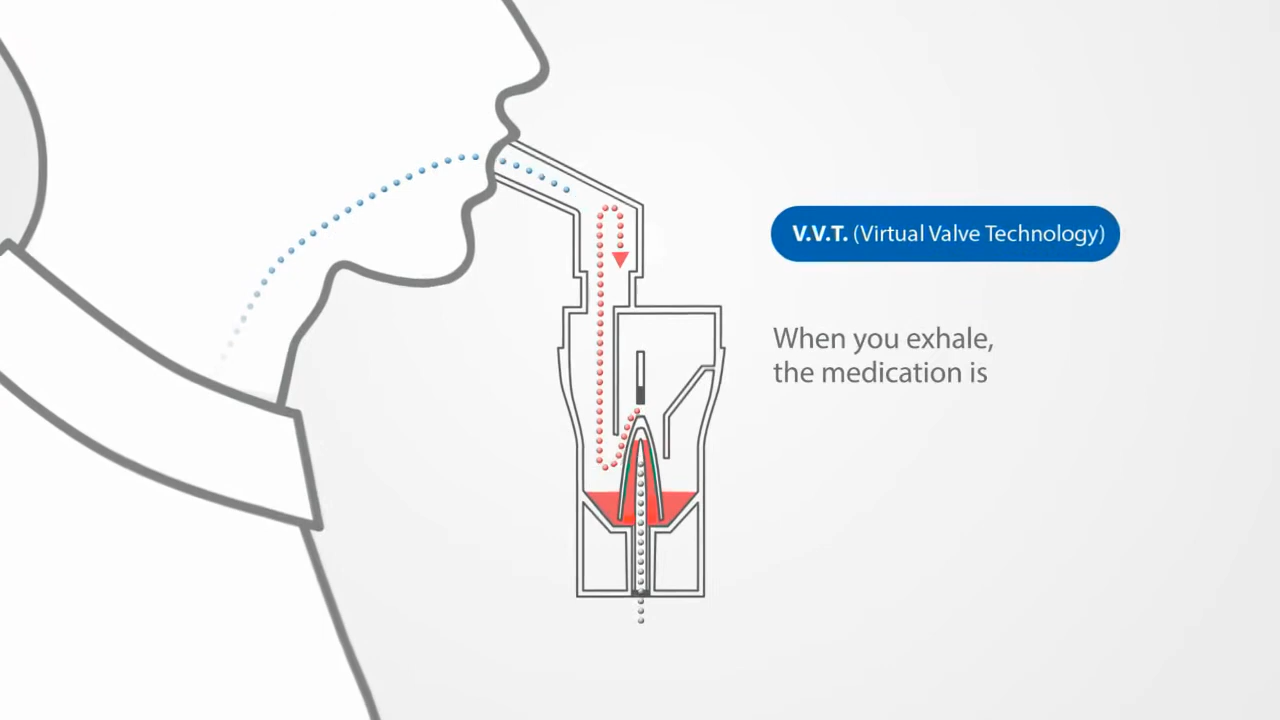 V.V.T. (Virtual Valve Technology)
When you exhale,
the medication is